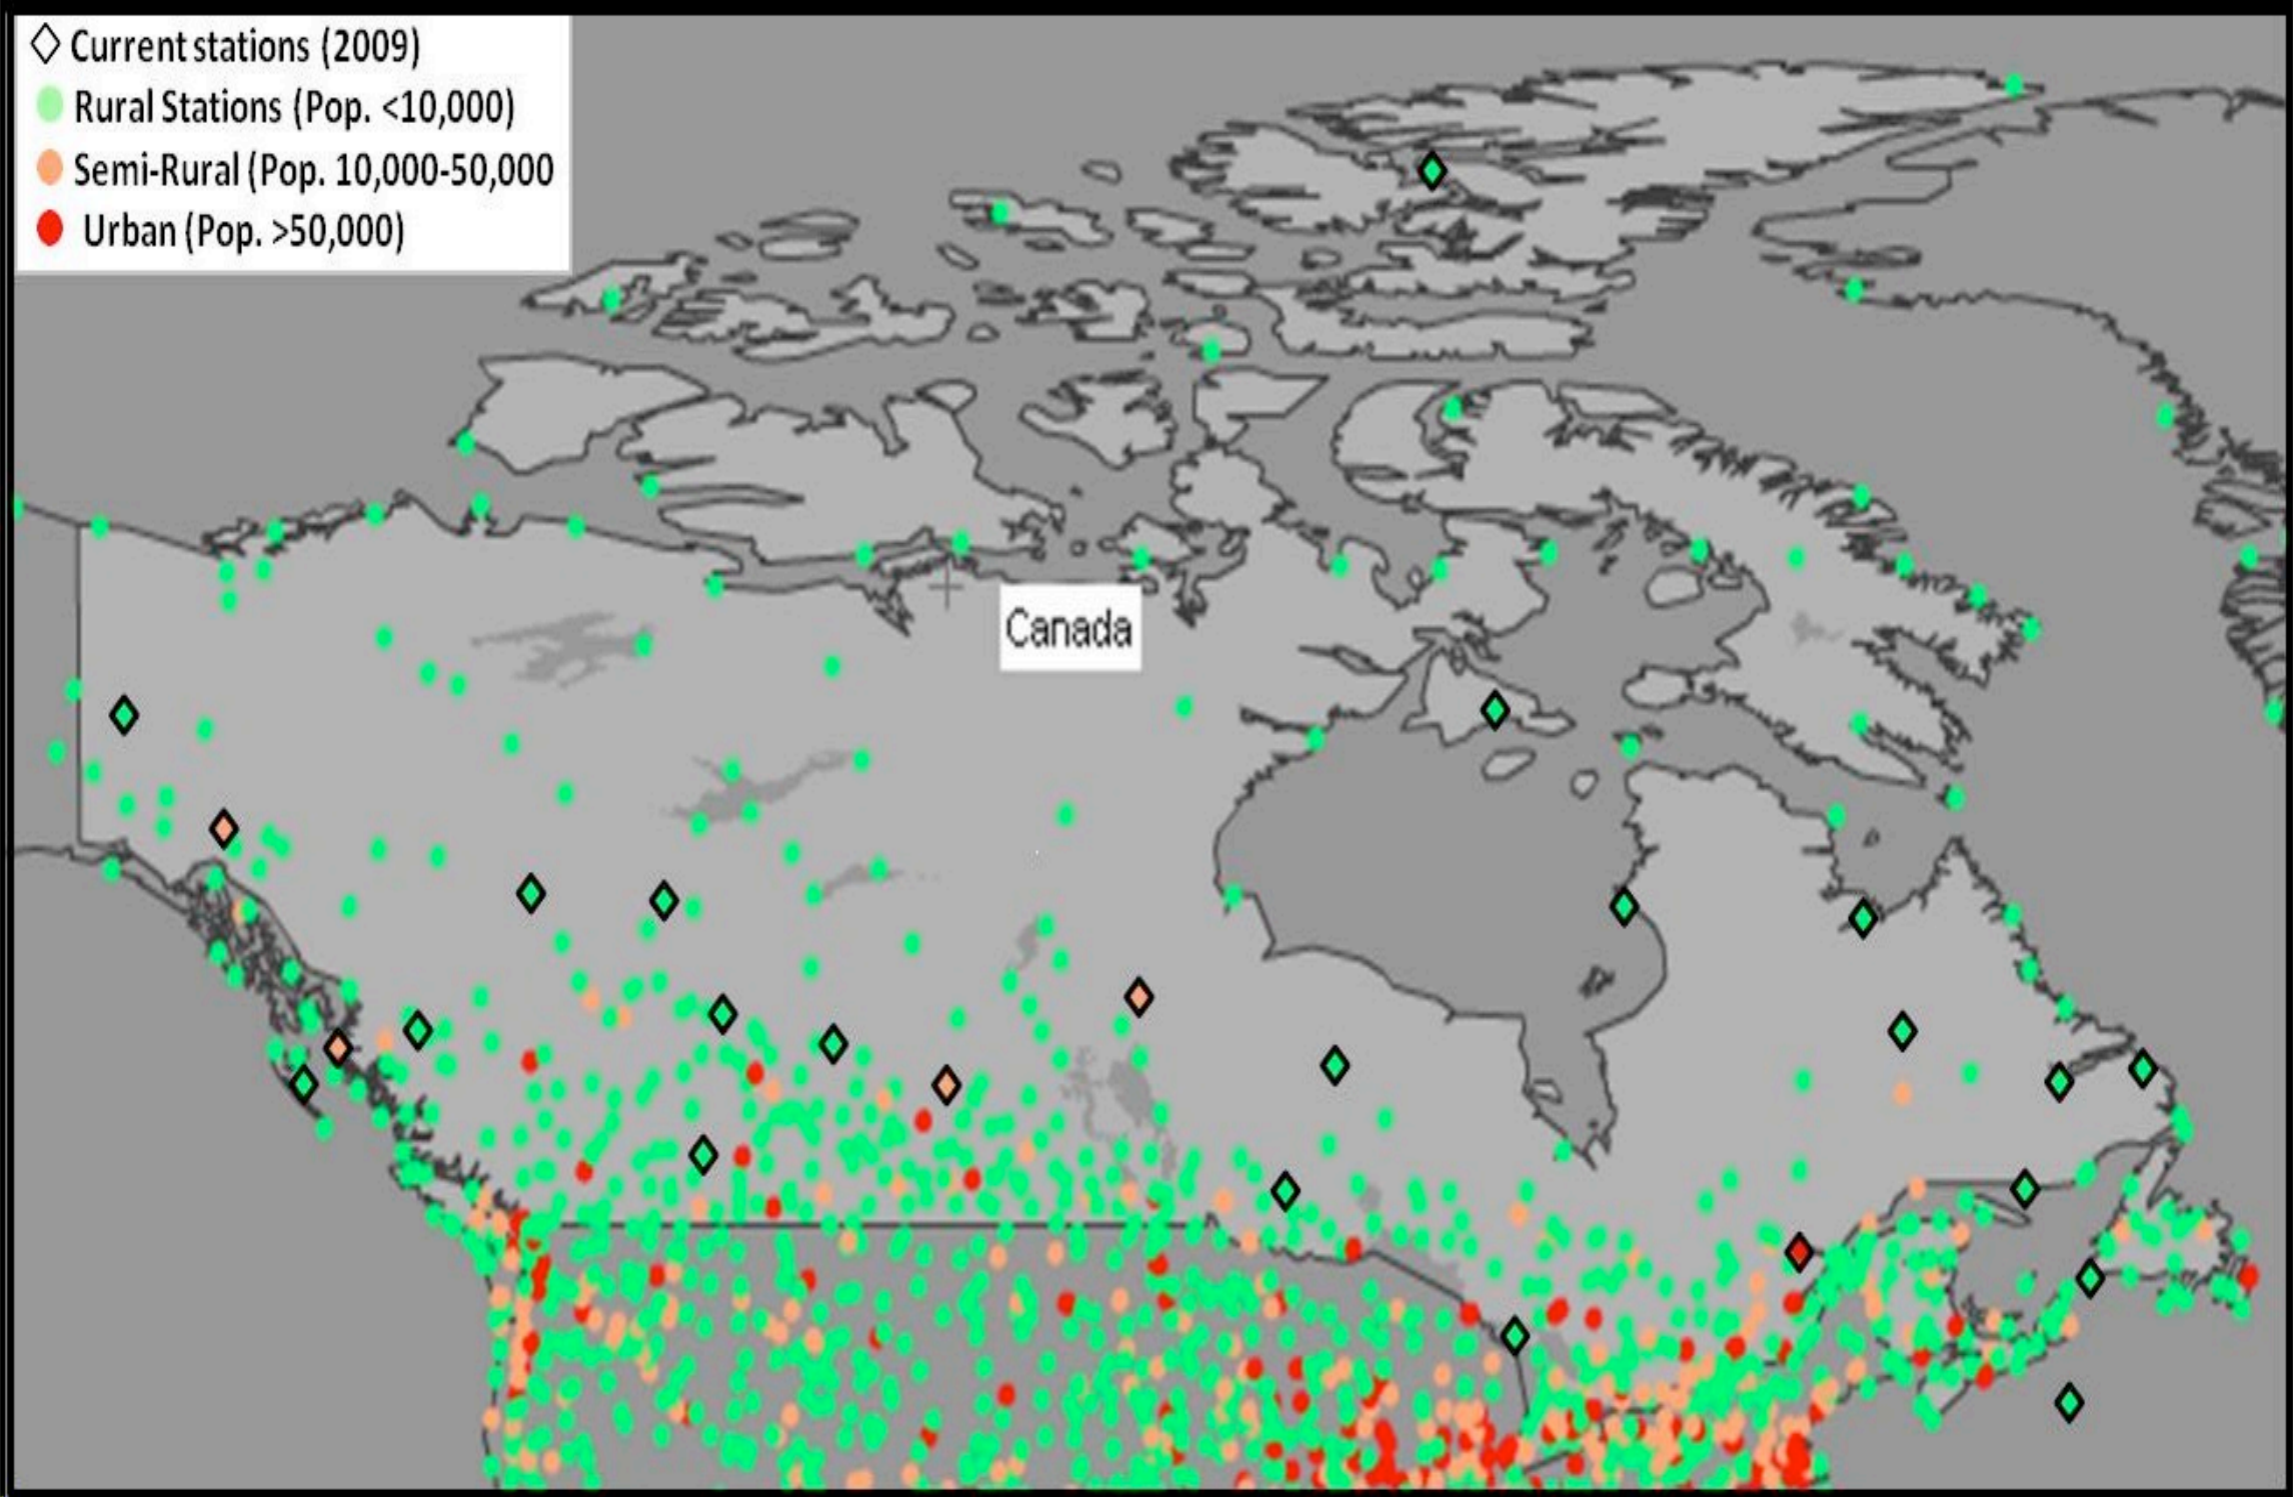 Current stations (2009)
Rural Stations (Pop. <10,000)
Semi-Rural (Pop. 10,000-50,000
Urban (Pop. >50,000)
Canada